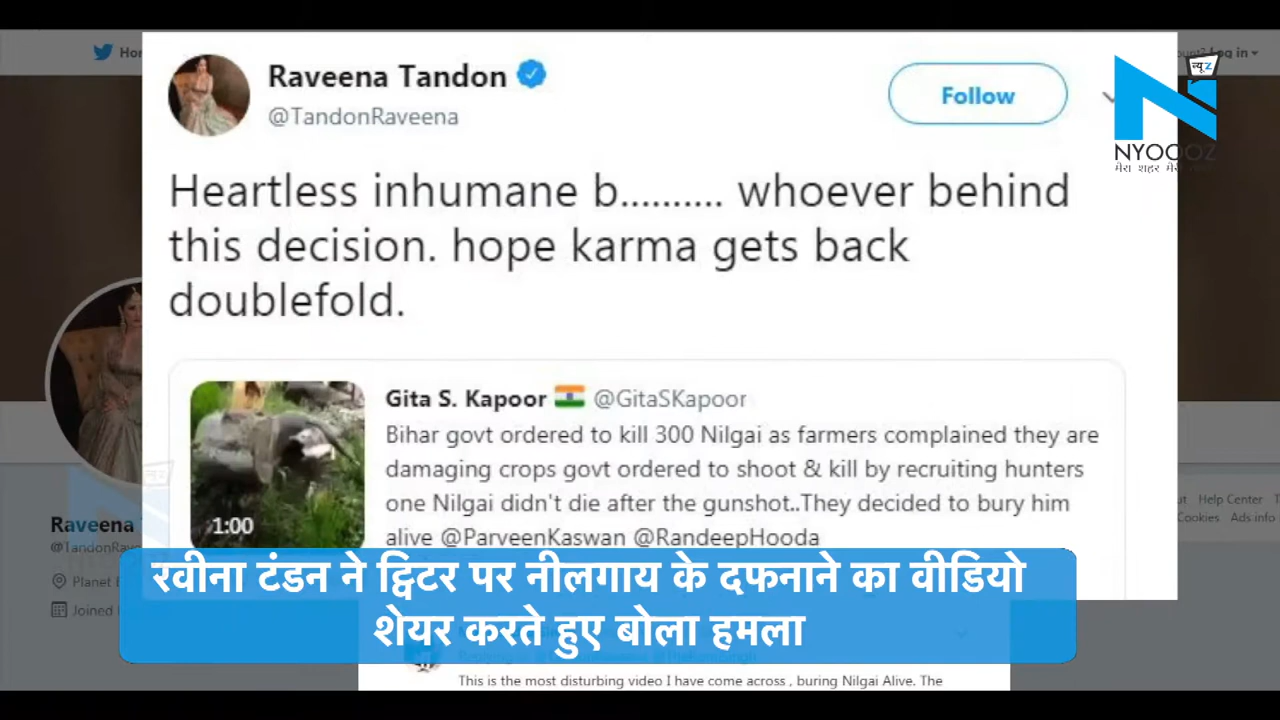 Raveena Tandon
@TandonRaveena
Follow
Log in
NYOOOZ
मेरा शहर
Heartless inhumane b.......... whoever behind
this decision. hope karma gets back
doublefold.
Gita S. Kapoor @GitaSKapoor
Bihar govt ordered to kill 300 Nilgai as farmers complained they are
damaging crops govt ordered to shoot & kill by recruiting hunters
one Nilgai didn't die after the gunshot..They decided to bury him
alive @ParveenKaswan @RandeepHooda
1:00
Raveena
Planet
Joined
Help Center
Cookies Ads info
रवीना टंडन ने ट्विटर पर नीलगाय के दफनाने का वीडियो
शेयर करते हुए बोला हमला
This is the most disturbing video I have come across , buring Nilgai Alive. The